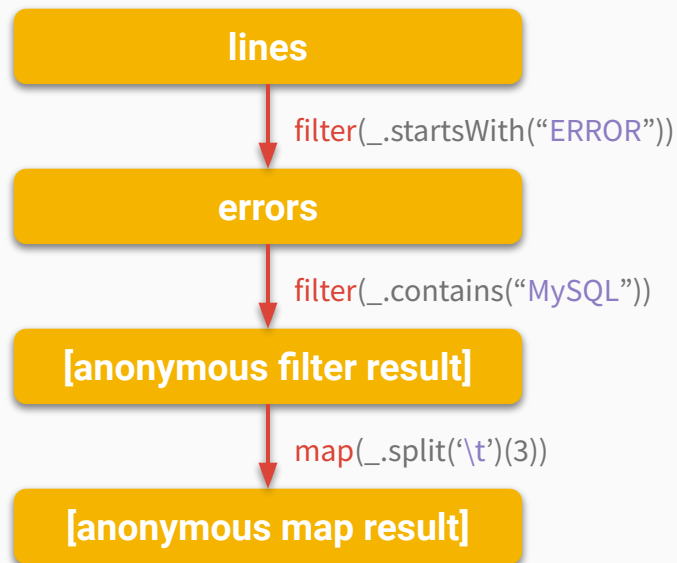 lines
filter(_.startsWith(“ERROR”))
errors
filter(_.contains(“MySQL”))
[anonymous filter result]
map(_.split(‘\t’)(3))
[anonymous map result]